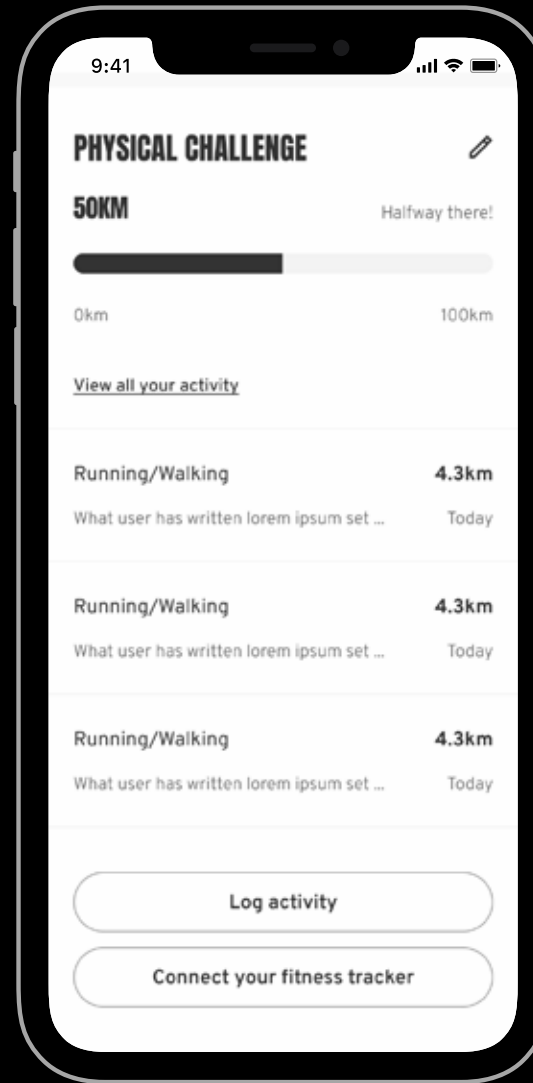 9:41
PHYSICAL CHALLENGE
50KM
Halfway there!
0km
100km
View all your activity
Running/Walking
4.3km
What user has written lorem ipsum set ...
Today
Running/Walking
4.3km
What user has written lorem ipsum set ...
Today
Running/Walking
4.3km
What user has written lorem ipsum set ...
Today
Log activity
Connect your fitness tracker